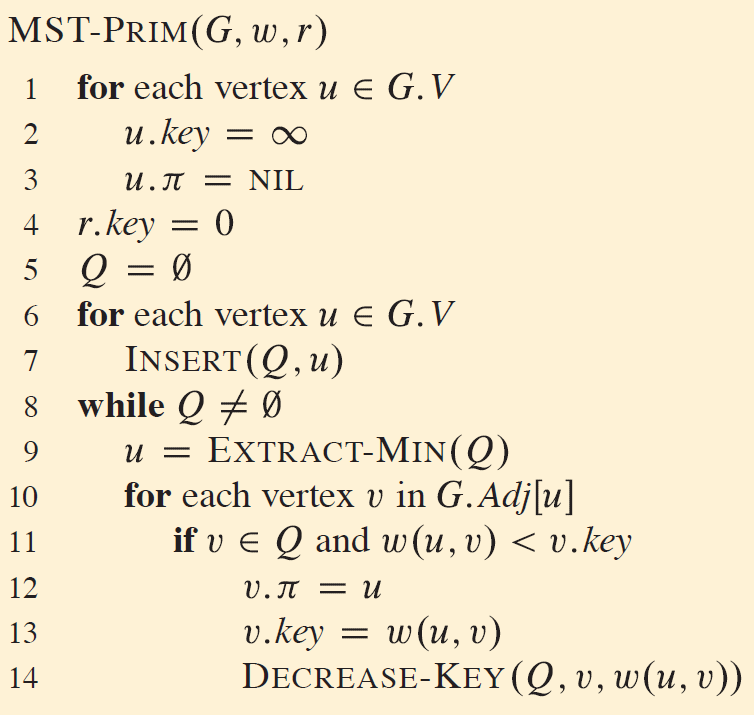 MST-PRIM(G, w, r)
1 for each vertex u ∈ G.V
2 u.key = ∞
3 u.π = NIL
4 r.key = 0
5 Q = ∅
6 for each vertex u ∈ G.V
7 INSERT(Q, u)
8 while Q ≠ ∅
9 u = EXTRACT-MIN(Q)
10 for each vertex v in G.Adj[u]
11 if v ∈ Q and w(u, v) < v.key
12 v.π = u
13 v.key = w(u, v)
14 DECREASE-KEY(Q, v, w(u, v))